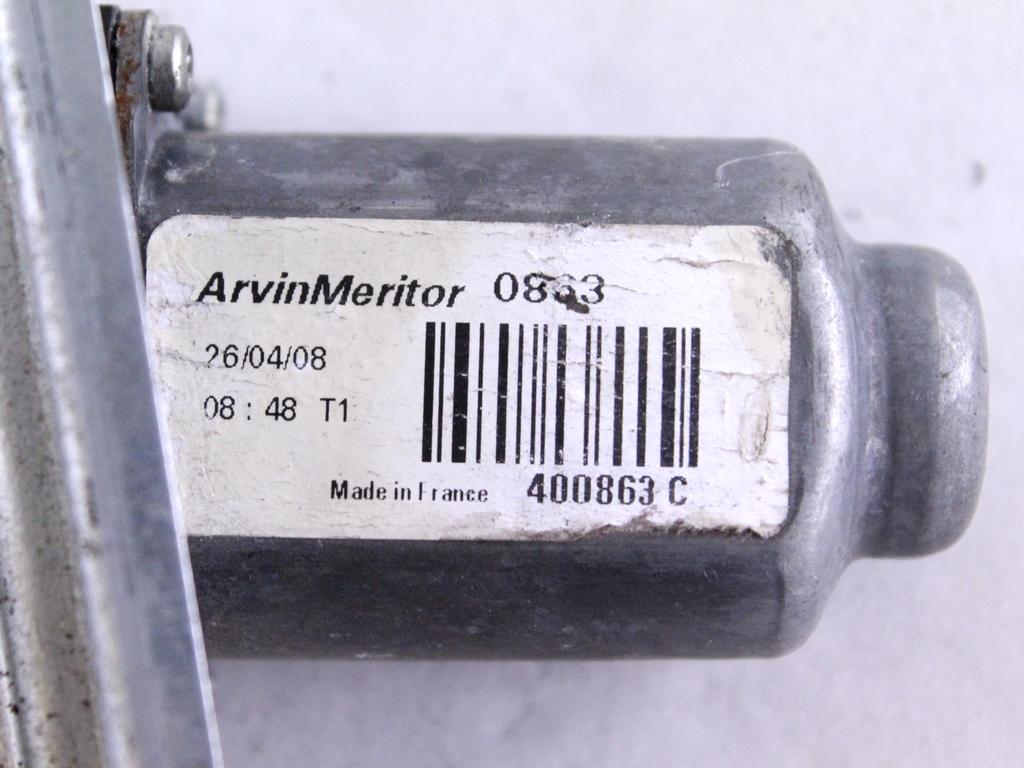 ArvinMeritor 0863
26/04/08
08 : 48 T1
Made in France 400863 C